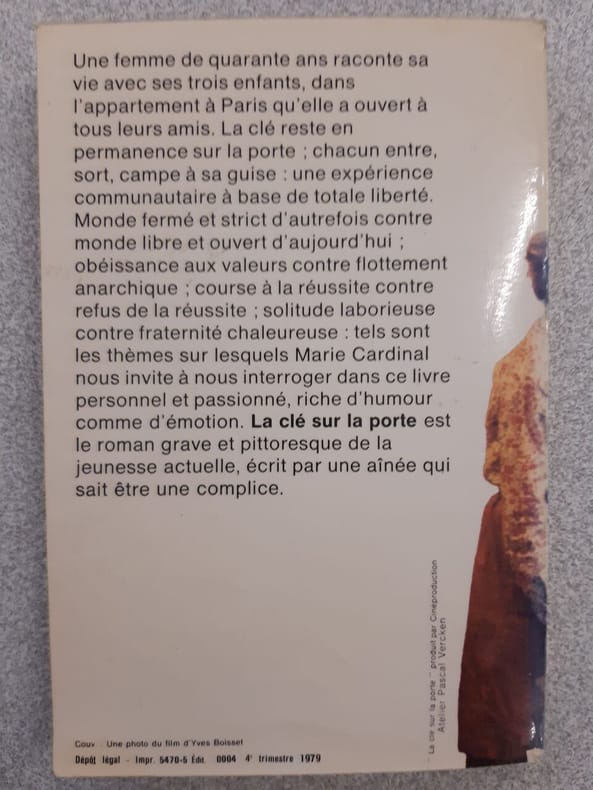 Une femme de quarante ans raconte sa
vie avec ses trois enfants, dans
l'appartement à Paris qu'elle a ouvert à
tous leurs amis. La clé reste en
permanence sur la porte ; chacun entre,
sort, campe à sa guise : une expérience
communautaire à base de totale liberté.
Monde fermé et strict d'autrefois contre
monde libre et ouvert d'aujourd'hui ;
obéissance aux valeurs contre flottement
anarchique ; course à la réussite contre
refus de la réussite ; solitude laborieuse
contre fraternité chaleureuse : tels sont
les thèmes sur lesquels Marie Cardinal
nous invite à nous interroger dans ce livre
personnel et passionné, riche d'humour
comme d'émotion. La clé sur la porte est
le roman grave et pittoresque de la
jeunesse actuelle, écrit par une aînée qui
sait être une complice.
"La clé sur la porte" produit par Cinéproduction
Atelier Pascal Vercken
Couv : Une photo du film d'Yves Boisset
Dépôt légal - Impr. 5470-5 Édit. 0004 4e trimestre 1979